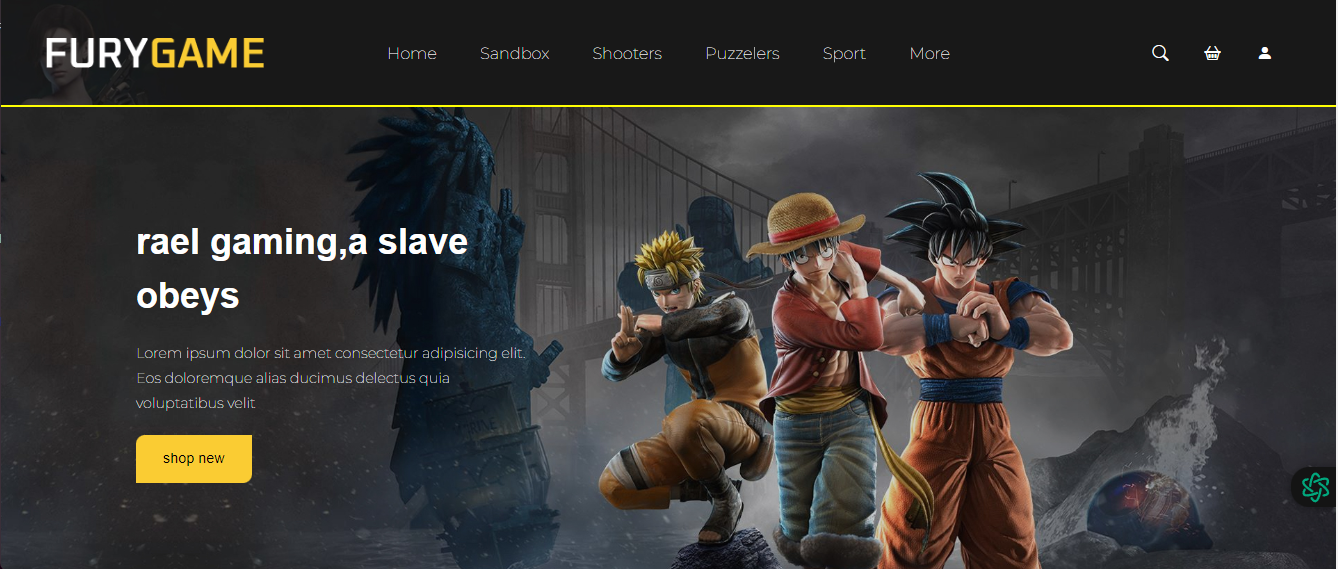 FURYGAME
Home Sandbox Shooters Puzzelers Sport More
rael gaming,a slave
obeys
Lorem ipsum dolor sit amet consectetur adipisicing elit.
Eos doloremque alias ducimus delectus quia
voluptatibus velit
shop new